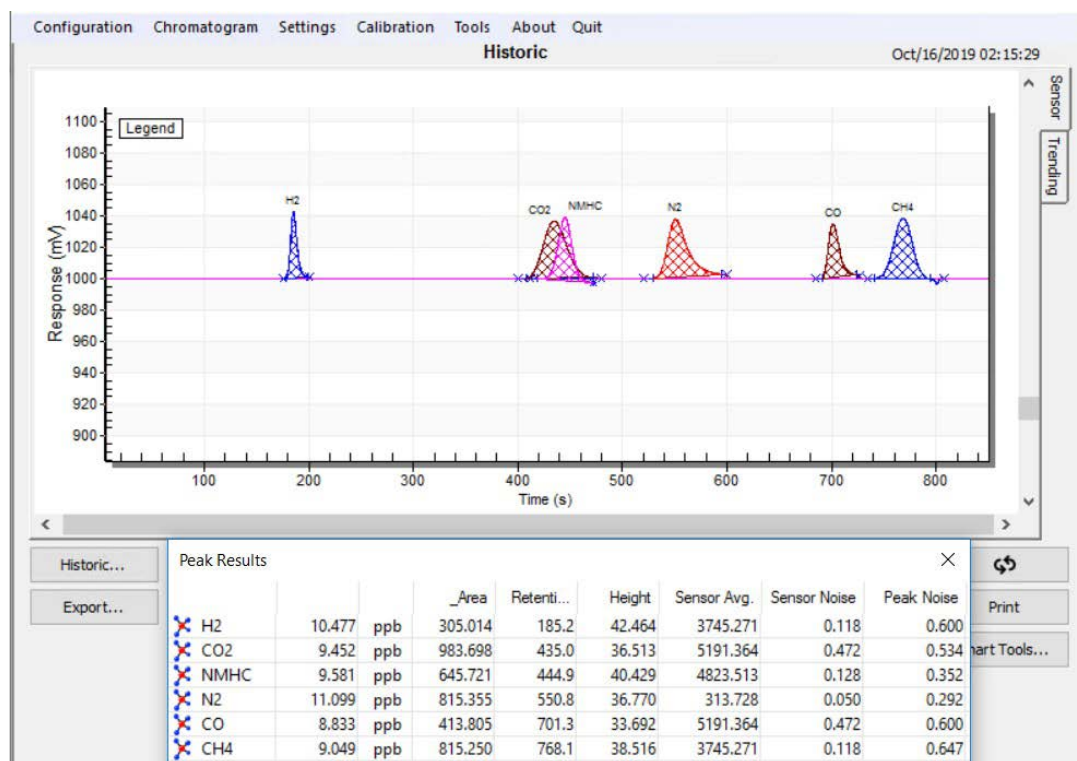 Configuration Chromatogram Settings Calibration Tools About Quit
Historic
Oct/16/2019 02:15:29
Sensor
Trending
Legend
Response (mV)
1100
1080
1060
1040
1020
1000
980
960
940
920
900
H2
CO2
NMHC
N2
CO
CH4
100 200 300 400 500 600 700 800
Time (s)
Historic...
Export...
Print
hart Tools...
Peak Results
_Area Retenti... Height Sensor Avg. Sensor Noise Peak Noise
H2 10.477 ppb 305.014 185.2 42.464 3745.271 0.118 0.600
CO2 9.452 ppb 983.698 435.0 36.513 5191.364 0.472 0.534
NMHC 9.581 ppb 645.721 444.9 40.429 4823.513 0.128 0.352
N2 11.099 ppb 815.355 550.8 36.770 313.728 0.050 0.292
CO 8.833 ppb 413.805 701.3 33.692 5191.364 0.472 0.600
CH4 9.049 ppb 815.250 768.1 38.516 3745.271 0.118 0.647